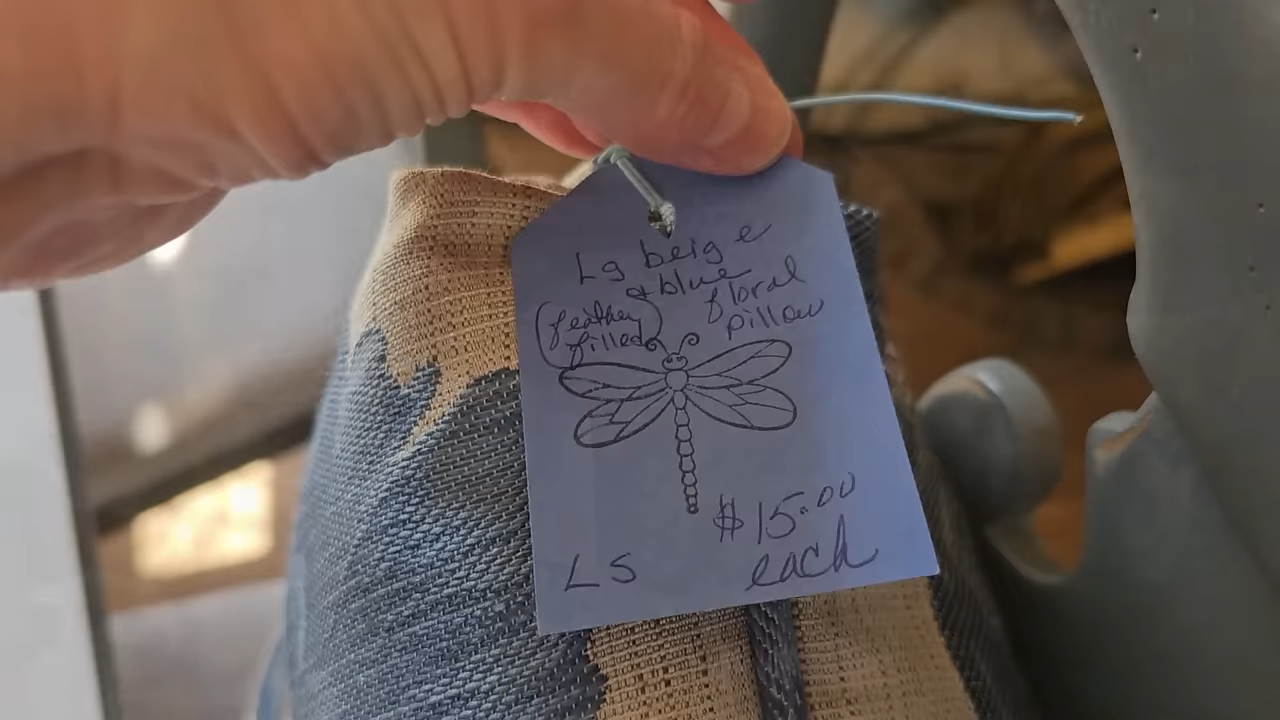 Lg beige
& blue floral
pillow
(feather
filled)
$15.00
each
LS